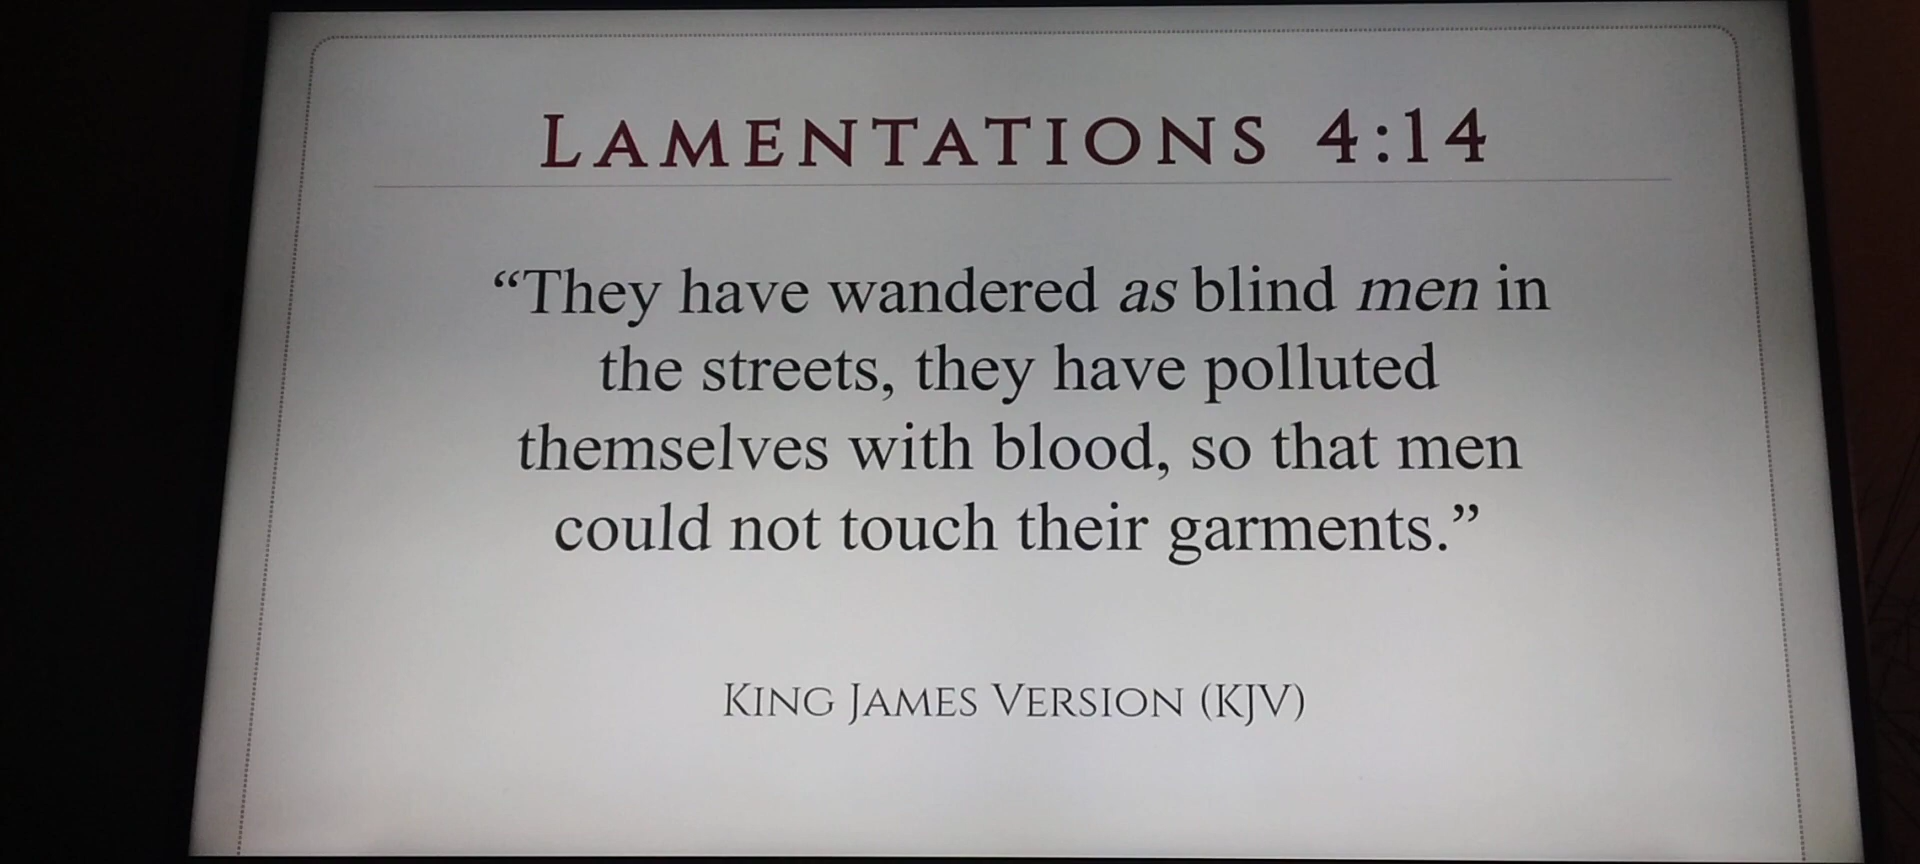 LAMENTATIONS 4:14
“They have wandered as blind men in
the streets, they have polluted
themselves with blood, so that men
could not touch their garments.”
KING JAMES VERSION (KJV)